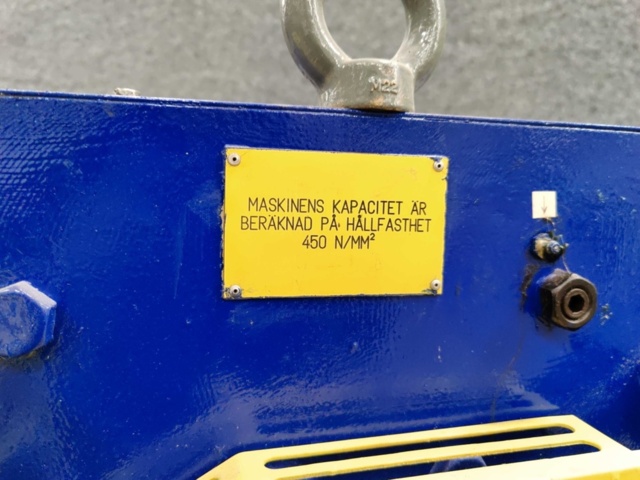 M22
MASKINENS KAPACITET ÄR
BERÄKNAD PÅ HÅLLFASTHET
450 N/MM²